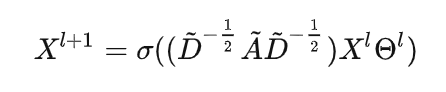 X^{l+1} = σ((D̃^{-1/2} Ã D̃^{-1/2}) X^l Θ^l)